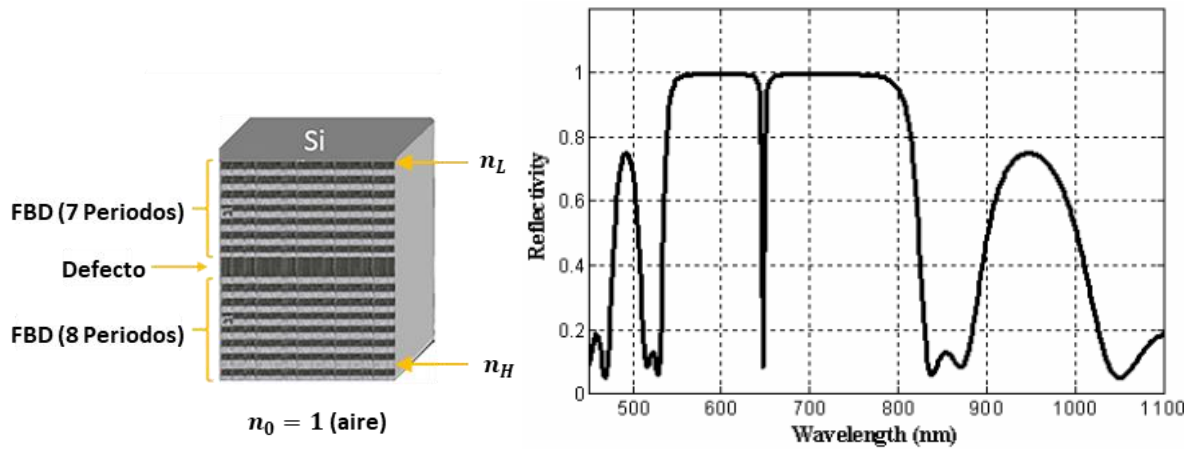 Si
n_L
FBD (7 Periodos)
Defecto
FBD (8 Periodos)
n_H
n_0 = 1 (aire)
Reflectivity
1
0.8
0.6
0.4
0.2
0
500 600 700 800 900 1000 1100
Wavelength (nm)